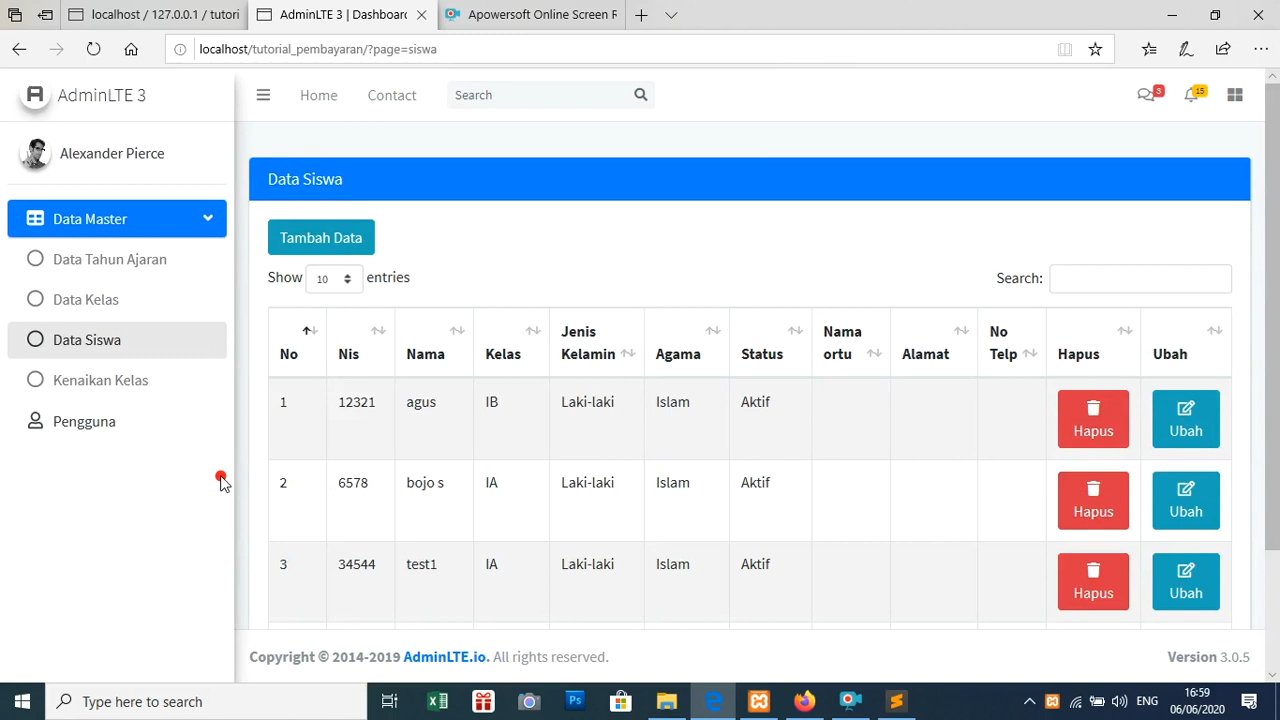 localhost / 127.0.0.1 / tutori
AdminLTE 3 | Dashboard
Apowersoft Online Screen R
localhost/tutorial_pembayaran/?page=siswa
AdminLTE 3
Home
Contact
Search
3
15
Alexander Pierce
Data Master
Data Tahun Ajaran
Data Kelas
Data Siswa
Kenaikan Kelas
Pengguna
Data Siswa
Tambah Data
Show 10 entries
Search:
No Nis Nama Kelas Jenis Kelamin Agama Status Nama ortu Alamat No Telp Hapus Ubah
1 12321 agus IB Laki-laki Islam Aktif Hapus Ubah
2 6578 bojo s IA Laki-laki Islam Aktif Hapus Ubah
3 34544 test1 IA Laki-laki Islam Aktif Hapus Ubah
Copyright © 2014-2019 AdminLTE.io. All rights reserved.
Version 3.0.5
Type here to search
Ps
ENG
16:59
06/06/2020